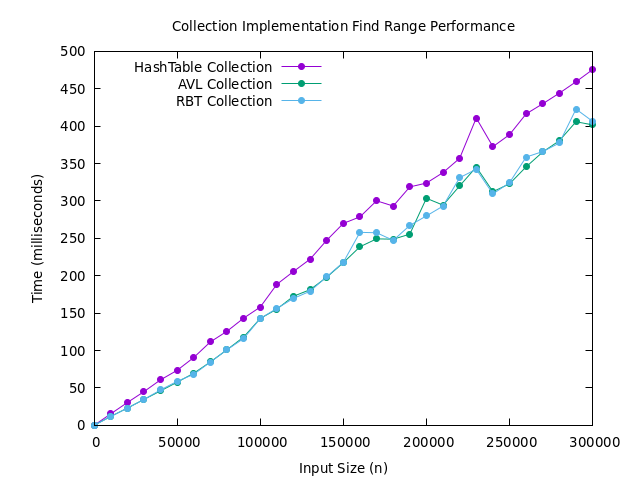 Collection Implementation Find Range Performance
500
450
400
350
300
250
200
150
100
50
0
HashTable Collection
AVL Collection
RBT Collection
Time (milliseconds)
0 50000 100000 150000 200000 250000 300000
Input Size (n)